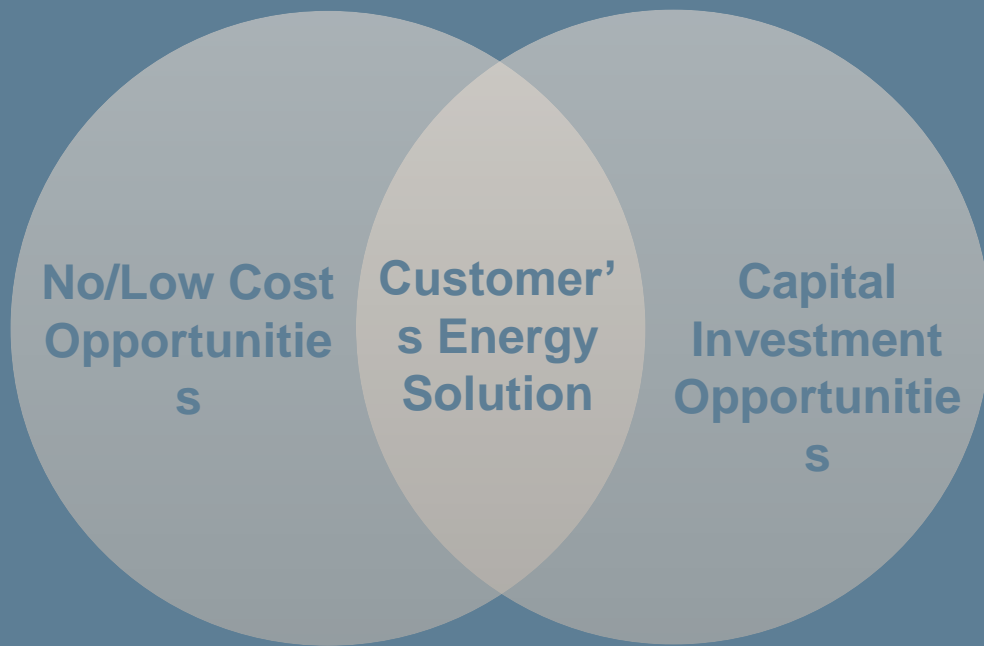 No/Low Cost
Opportunitie
s
Customer’
s Energy
Solution
Capital
Investment
Opportunitie
s